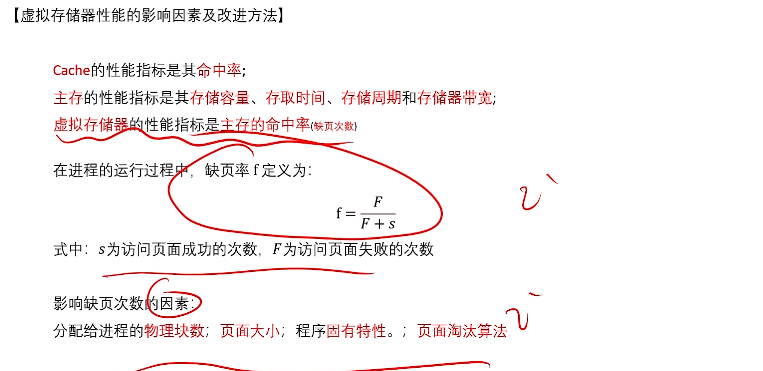 【虚拟存储器性能的影响因素及改进方法】
Cache的性能指标是其命中率;
主存的性能指标是其存储容量、存取时间、存储周期和存储器带宽;
虚拟存储器的性能指标是主存的命中率(缺页次数)
在进程的运行过程中，缺页率 f 定义为：
f = F / F + s
式中：s为访问页面成功的次数，F为访问页面失败的次数
影响缺页次数的因素：
分配给进程的物理块数；页面大小；程序固有特性。；页面淘汰算法